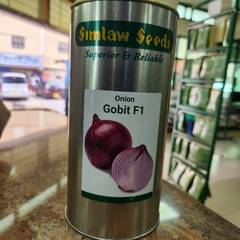 Simlaw Seeds
Superior & Reliable
Onion
Gobit F1